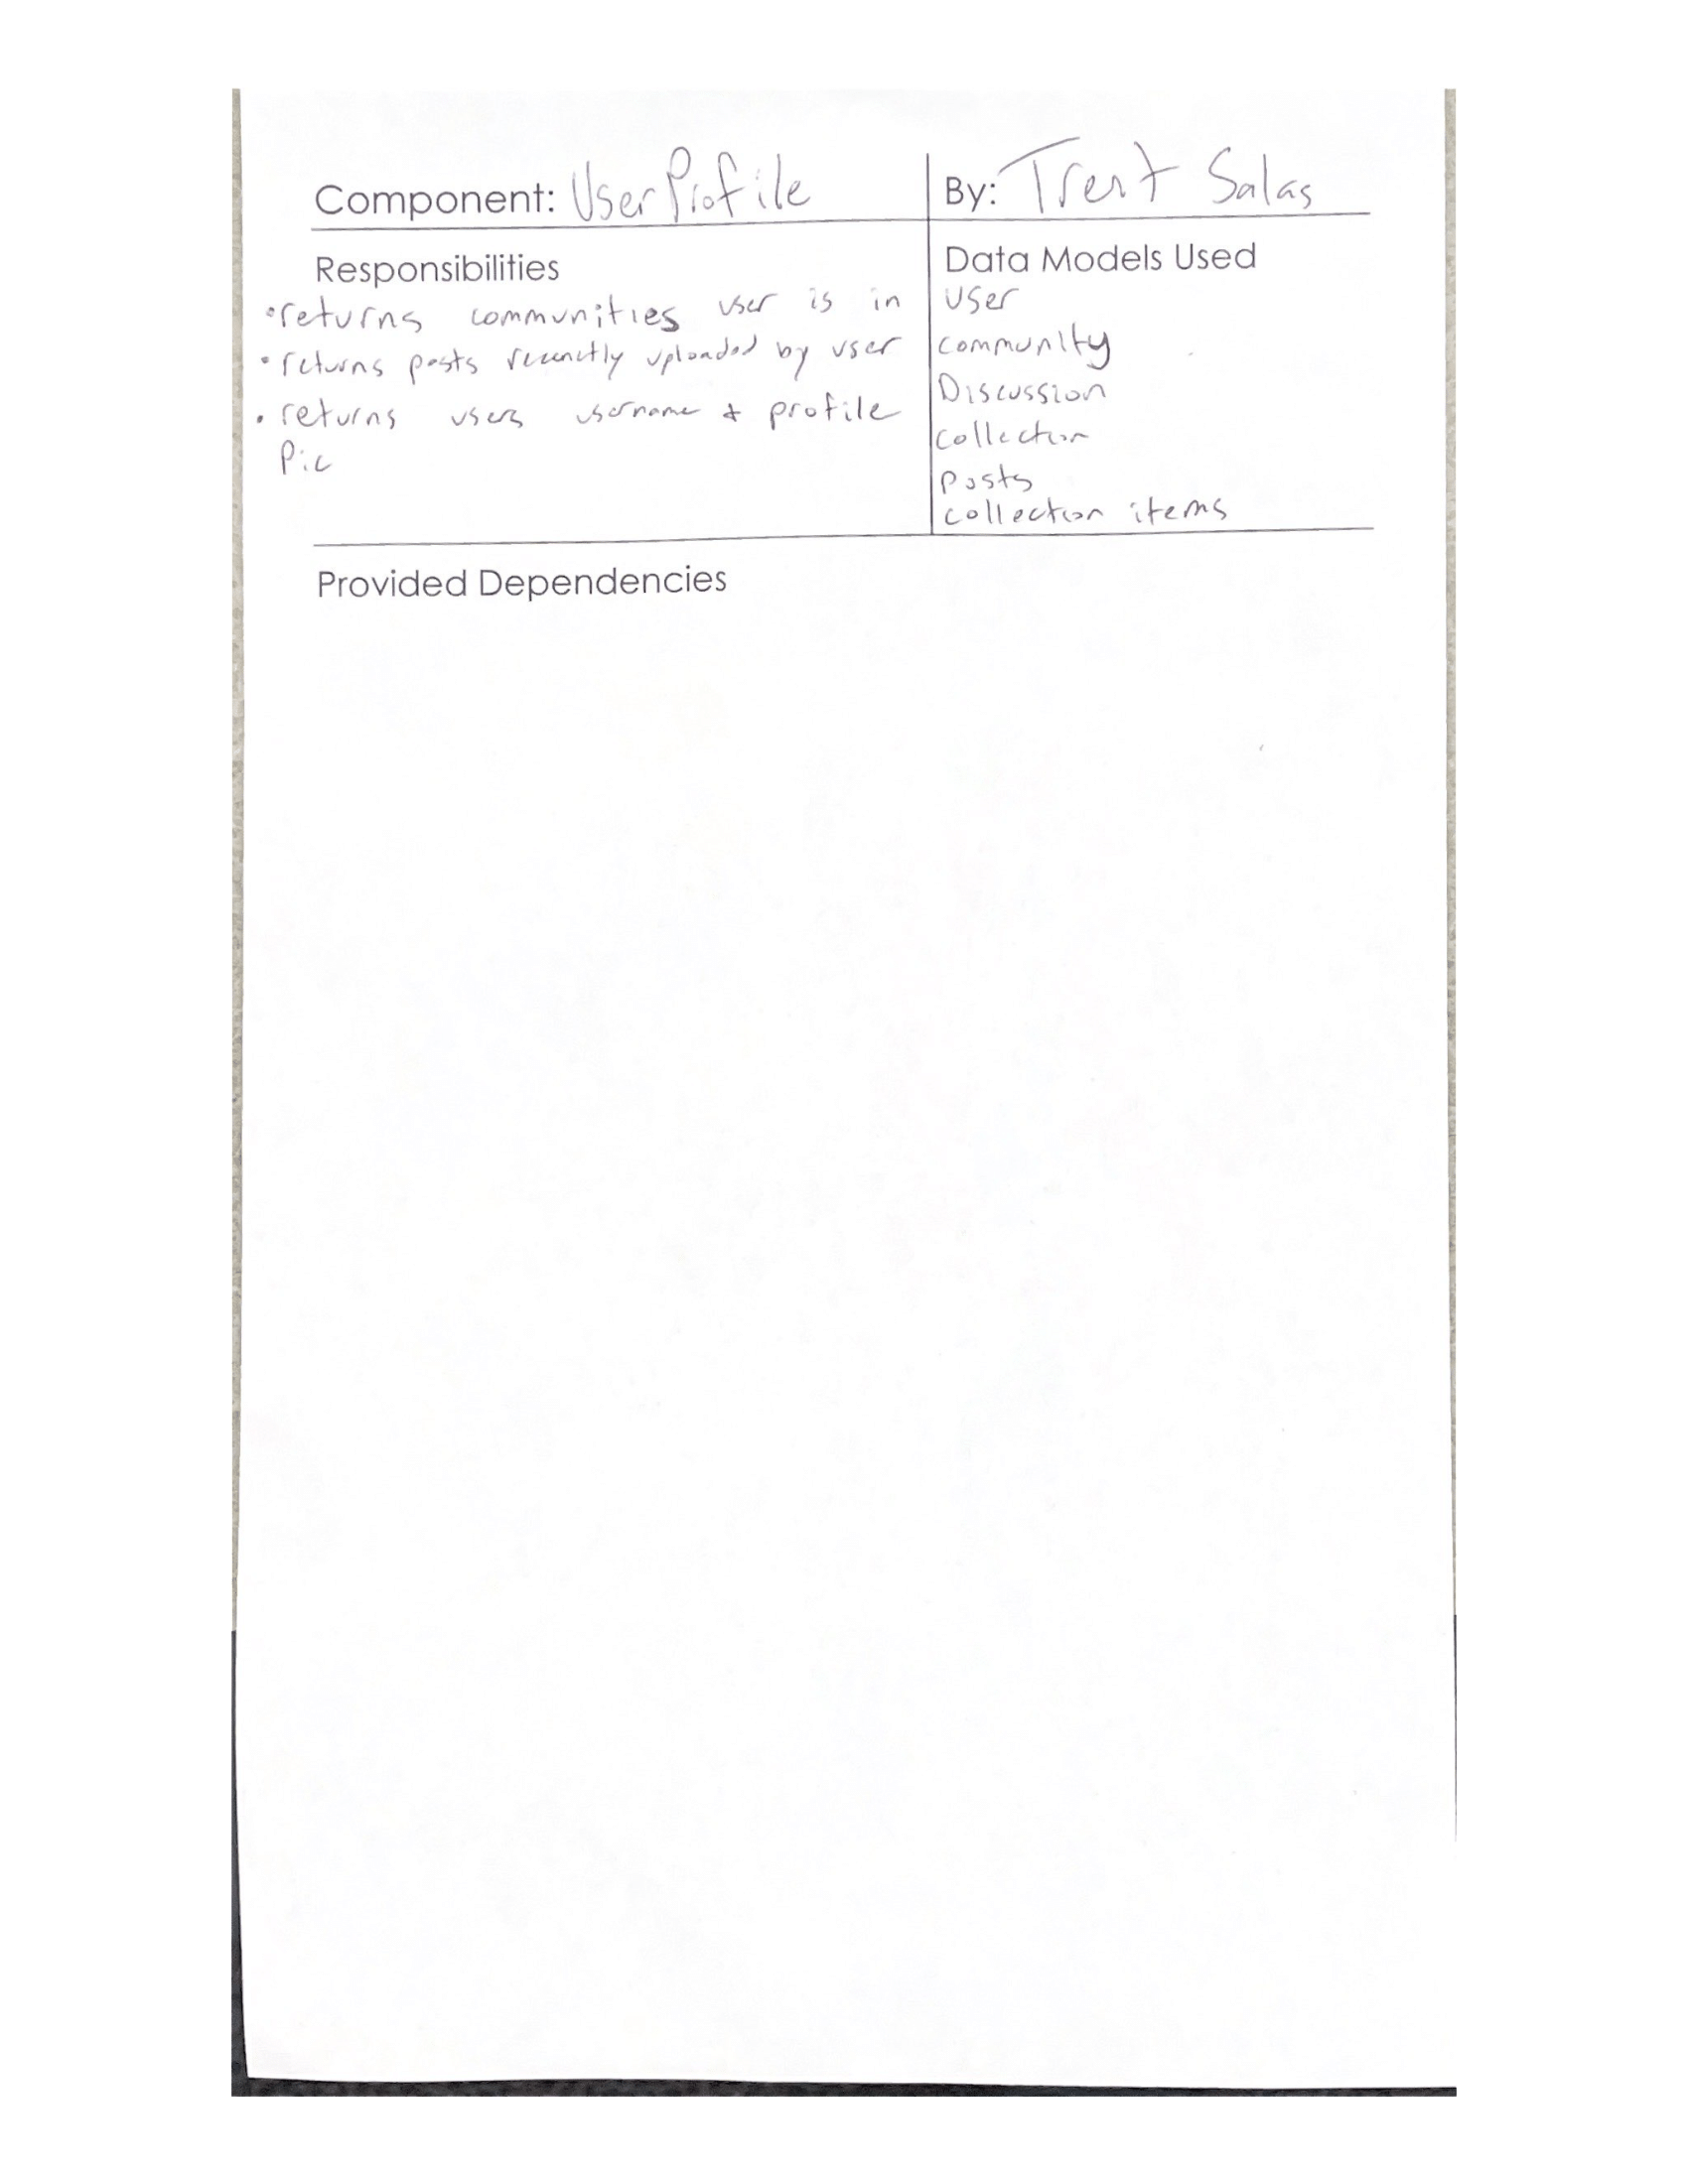 Component: UserProfile
By: Trent Salas
Responsibilities
•returns communities user is in
• returns posts recently uploaded by user
• returns users username & profile
Pic
Data Models Used
user
community
Discussion
collection
posts
collection items
Provided Dependencies